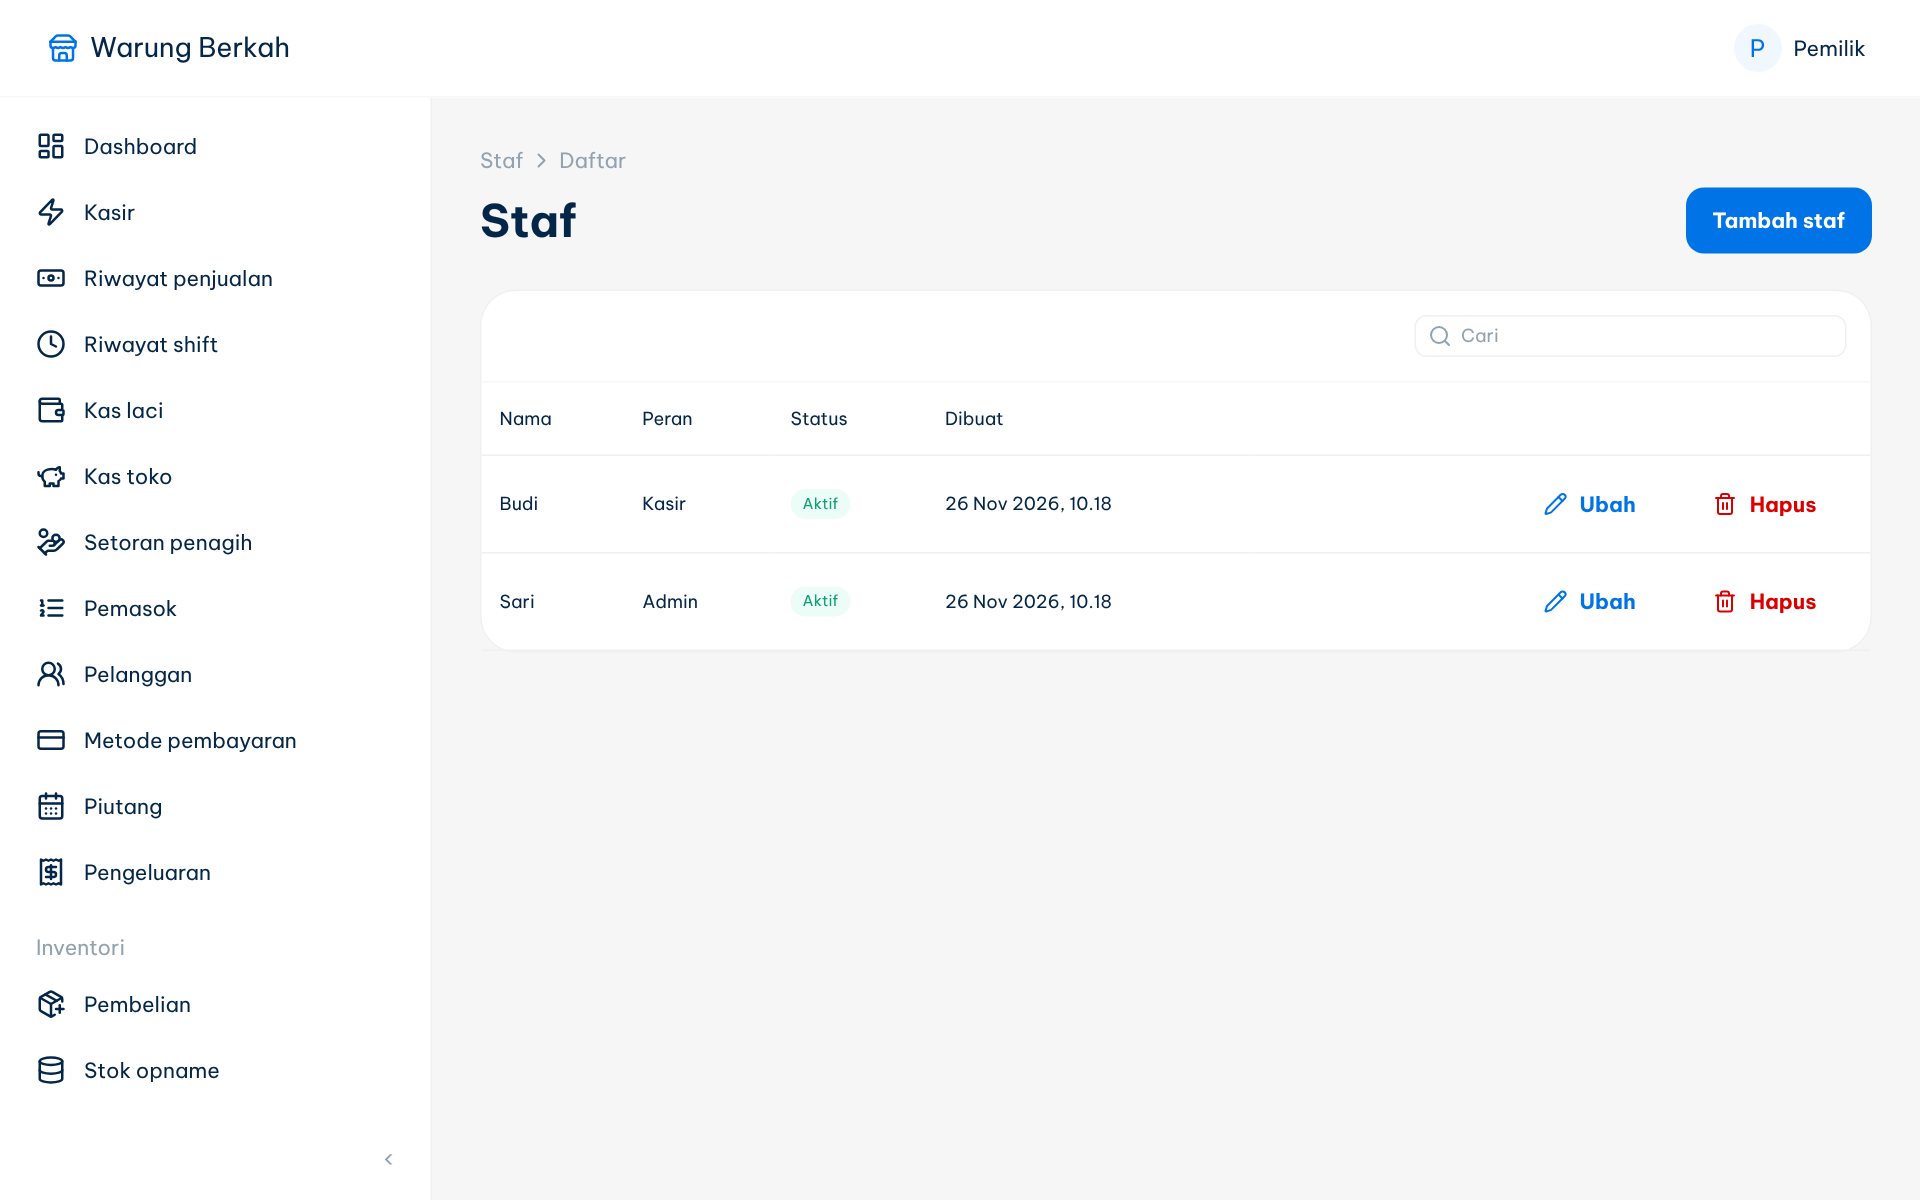 Warung Berkah
P Pemilik
Dashboard
Kasir
Riwayat penjualan
Riwayat shift
Kas laci
Kas toko
Setoran penagih
Pemasok
Pelanggan
Metode pembayaran
Piutang
Pengeluaran
Inventori
Pembelian
Stok opname
Staf Daftar
Staf
Tambah staf
Cari
Nama Peran Status Dibuat
Budi Kasir Aktif 26 Nov 2026, 10.18 Ubah Hapus
Sari Admin Aktif 26 Nov 2026, 10.18 Ubah Hapus